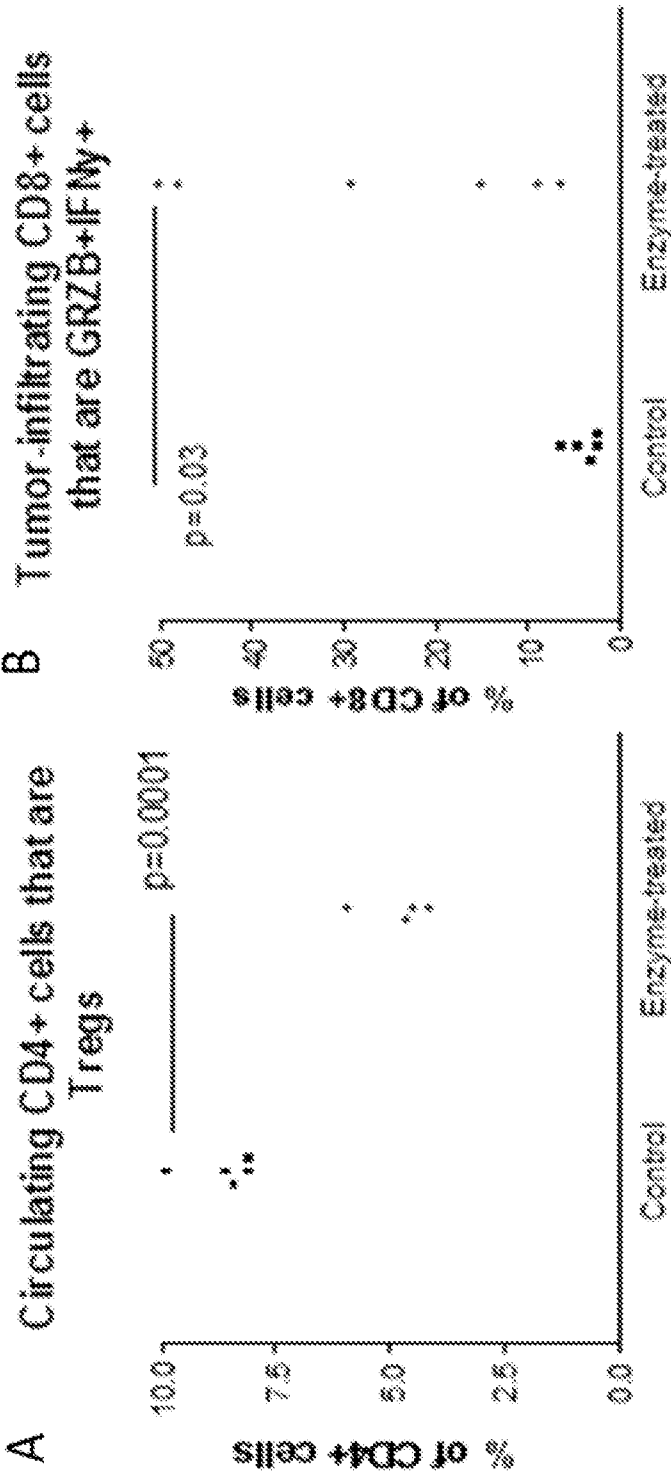 A
Circulating CD4+ cells that are
Tregs
p=0.0001
% of CD4+ cells
10.0
7.5
5.0
2.5
0.0
Control
Enzyme-treated
B
Tumor-infiltrating CD8+ cells
that are GRZB+IFNγ+
p=0.03
% of CD8+ cells
50
40
30
20
10
0
Control
Enzyme-treated